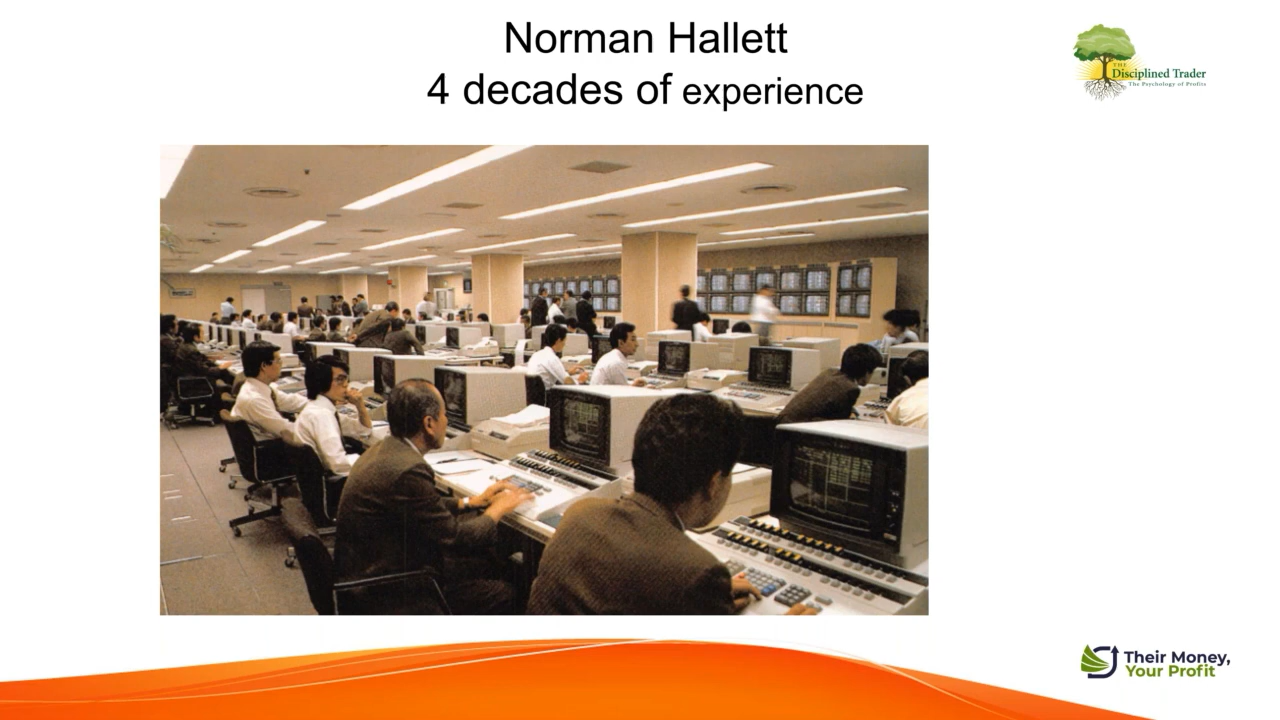 Norman Hallett
4 decades of experience
THE
Disciplined Trader
The Psychology of Profits
Their Money,
Your Profit